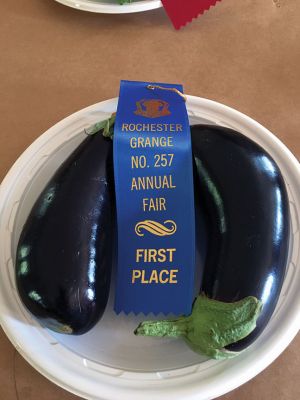 ROCHESTER
GRANGE
NO. 257
ANNUAL
FAIR
FIRST
PLACE